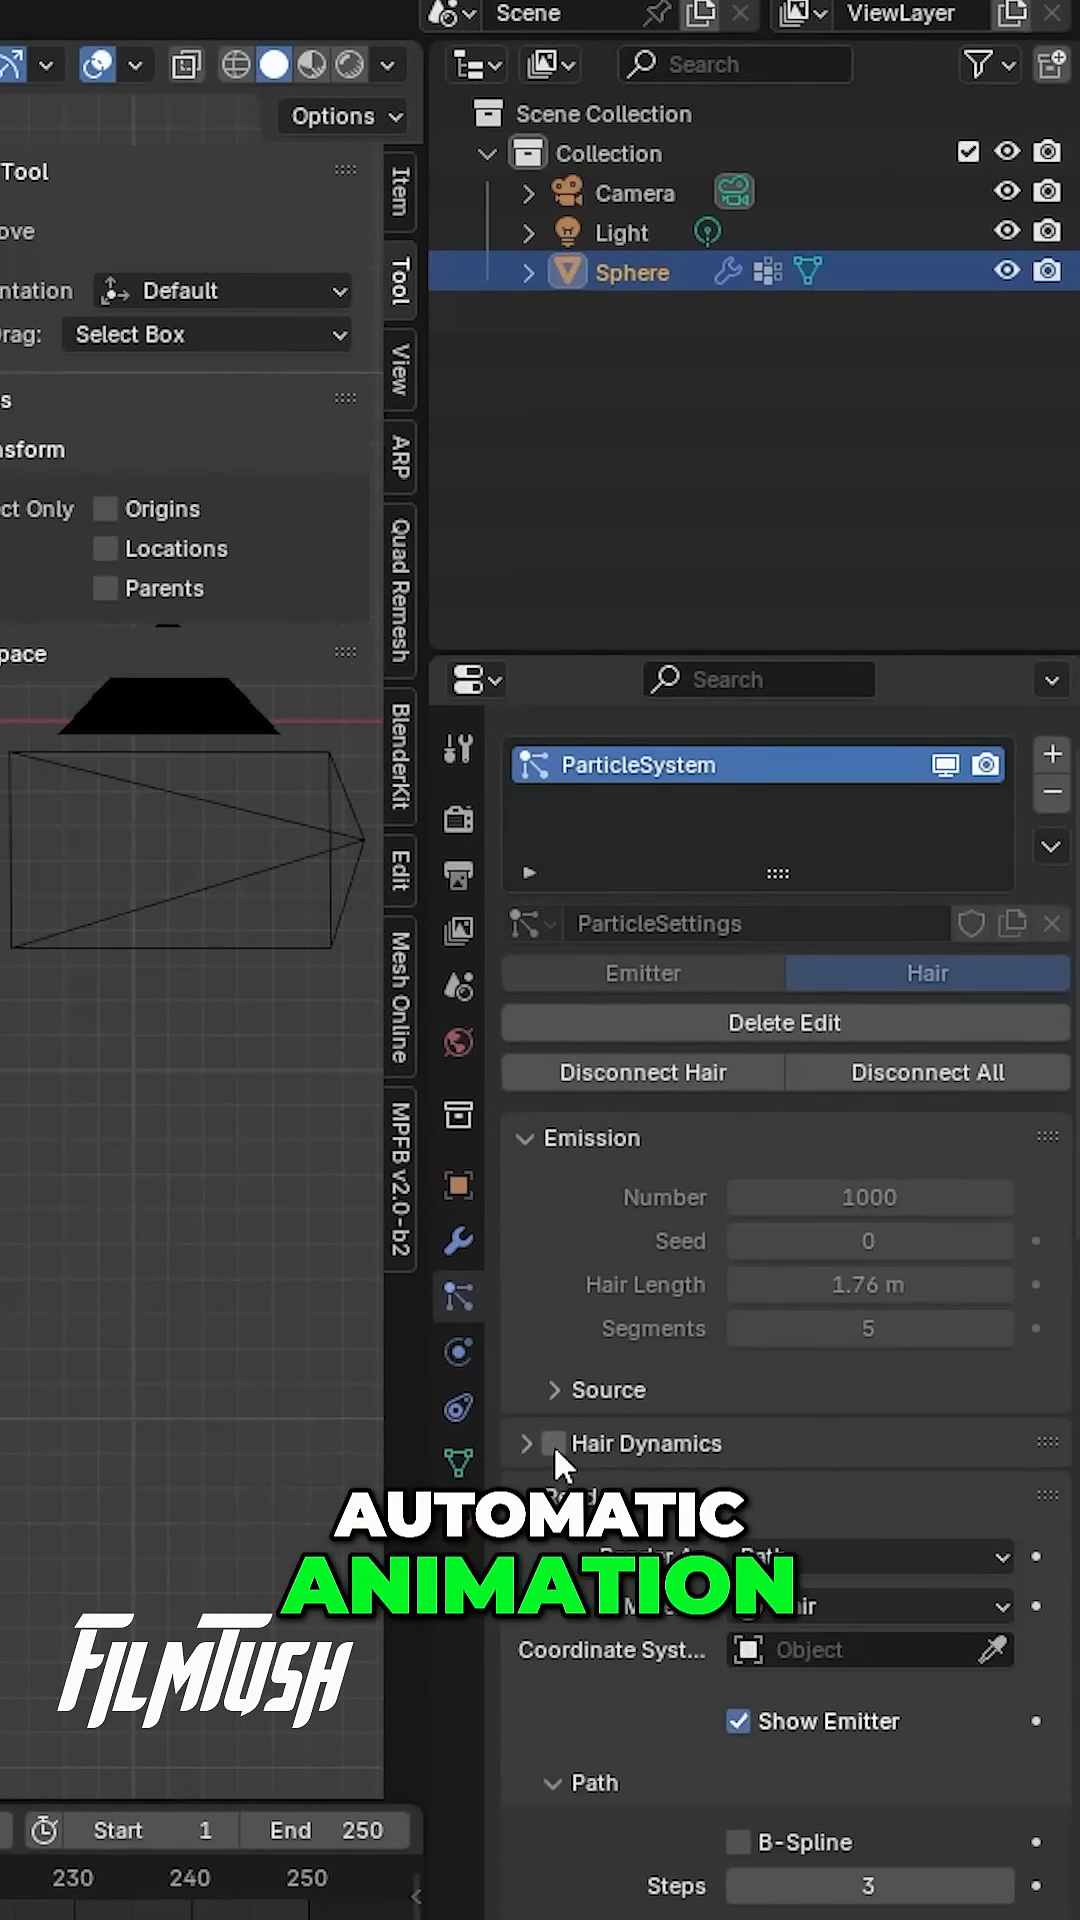 Scene
ViewLayer
Search
Options
Scene Collection
Collection
Camera
Light
Sphere
Tool
ove
ntation
Default
rag:
Select Box
s
nsform
ct Only
Origins
Locations
Parents
pace
Item
Tool
View
ARP
Quad Remesh
BlenderKit
Edit
Mesh Online
MPFB v2.0-b2
Search
ParticleSystem
ParticleSettings
Emitter
Hair
Delete Edit
Disconnect Hair
Disconnect All
Emission
Number 1000
Seed 0
Hair Length 1.76 m
Segments 5
Source
Hair Dynamics
AUTOMATIC
ANIMATION
FILMTUSH
Coordinate Syst... Object
Show Emitter
Path
B-Spline
Steps 3
Start 1 End 250
230 240 250